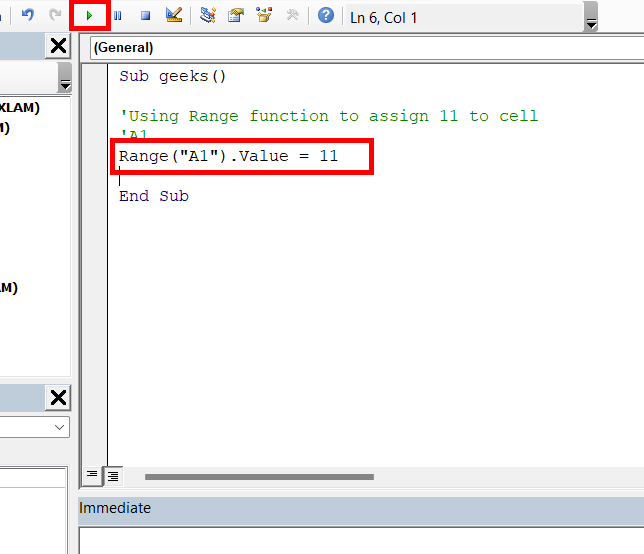 Ln 6, Col 1
(General)
XLAM)
M)
AM)
Sub geeks()
'Using Range function to assign 11 to cell
'A1
Range("A1").Value = 11
End Sub
Immediate